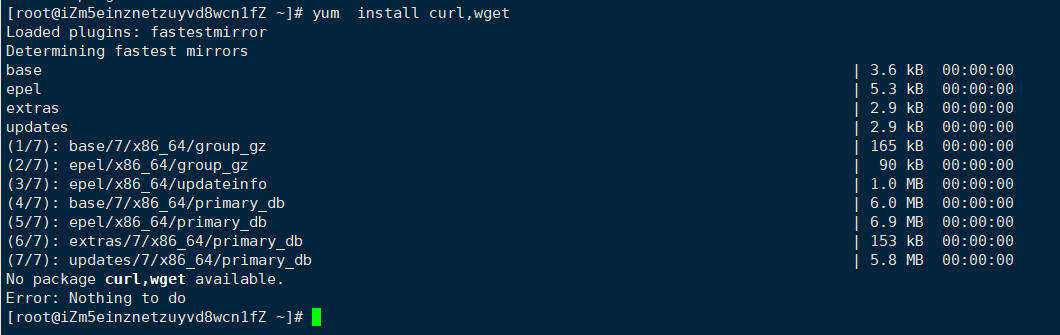 [root@iZm5einznetzuyvd8wcn1fZ ~]# yum  install curl,wget
Loaded plugins: fastestmirror
Determining fastest mirrors
base | 3.6 kB 00:00:00
epel | 5.3 kB 00:00:00
extras | 2.9 kB 00:00:00
updates | 2.9 kB 00:00:00
(1/7): base/7/x86_64/group_gz | 165 kB 00:00:00
(2/7): epel/x86_64/group_gz | 90 kB 00:00:00
(3/7): epel/x86_64/updateinfo | 1.0 MB 00:00:00
(4/7): base/7/x86_64/primary_db | 6.0 MB 00:00:00
(5/7): epel/x86_64/primary_db | 6.9 MB 00:00:00
(6/7): extras/7/x86_64/primary_db | 153 kB 00:00:00
(7/7): updates/7/x86_64/primary_db | 5.8 MB 00:00:00
No package curl,wget available.
Error: Nothing to do
[root@iZm5einznetzuyvd8wcn1fZ ~]#